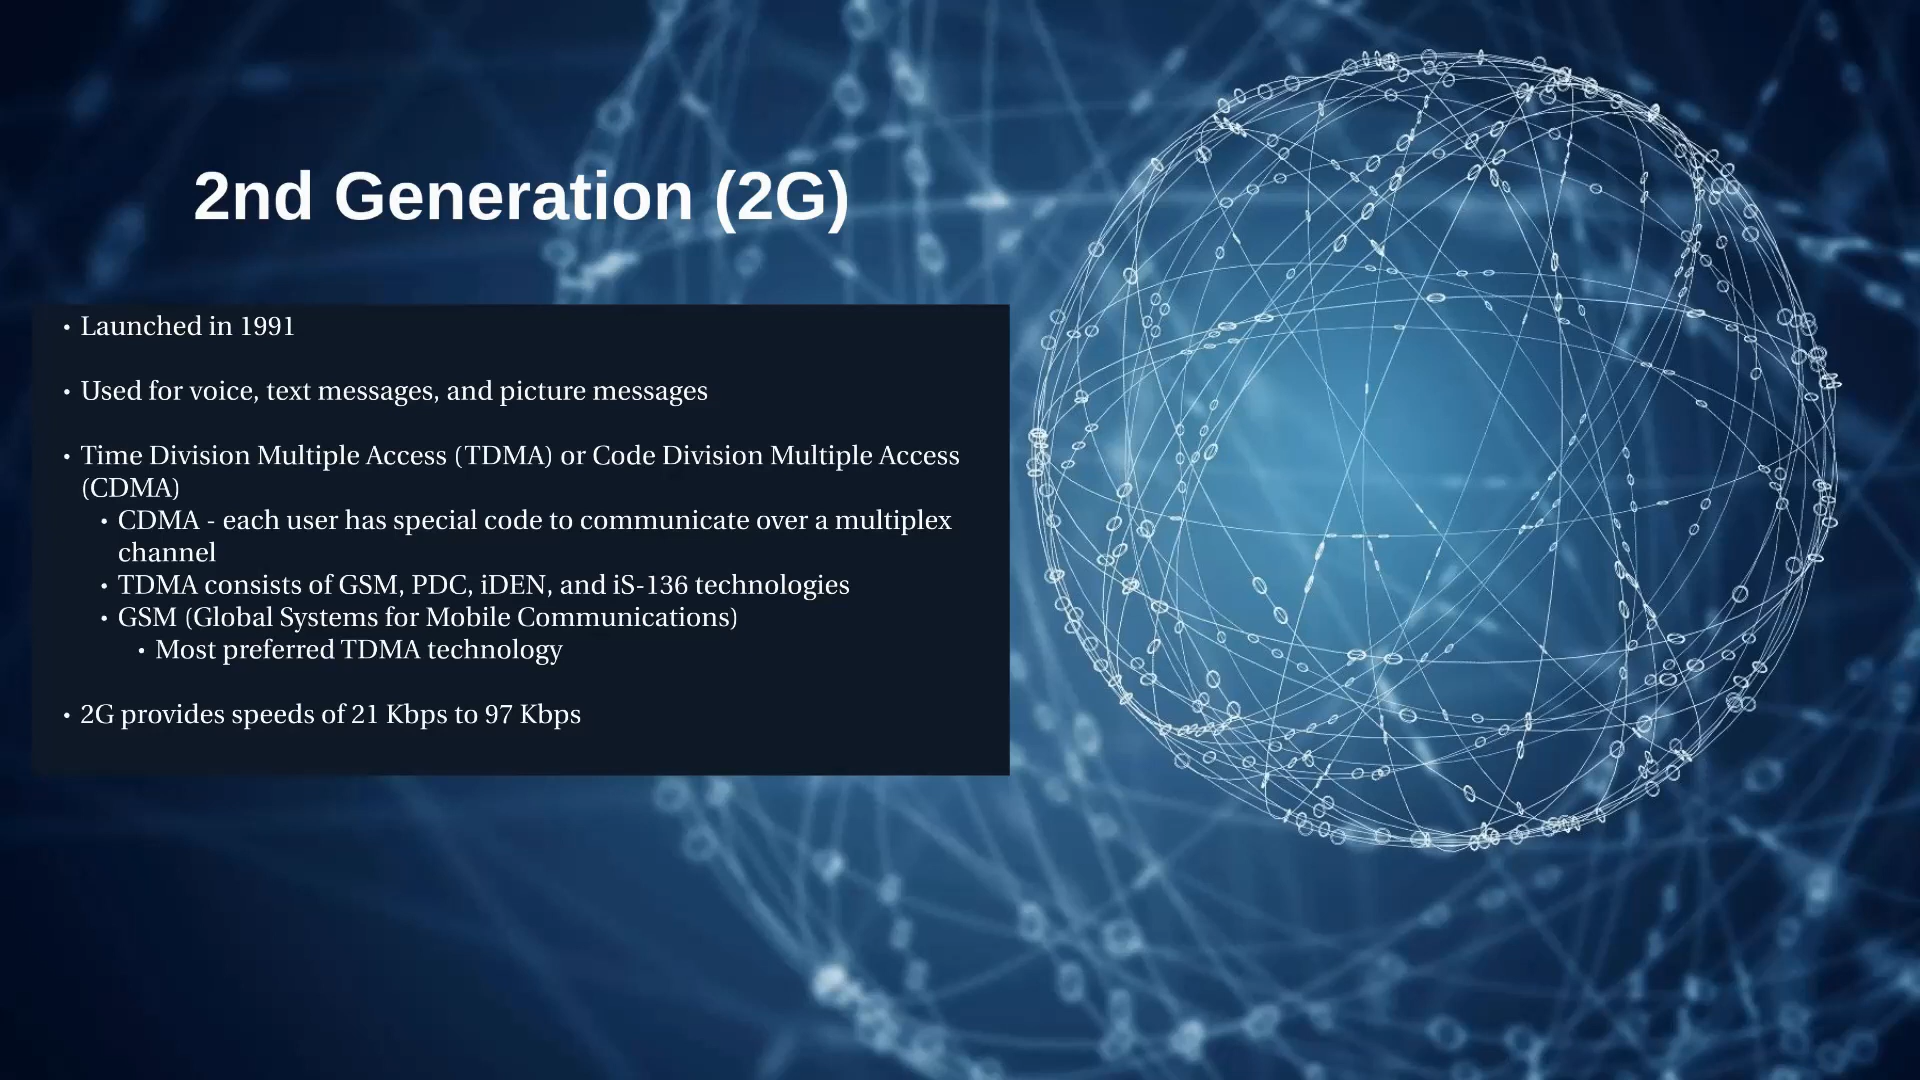 2nd Generation (2G)
• Launched in 1991
• Used for voice, text messages, and picture messages
• Time Division Multiple Access (TDMA) or Code Division Multiple Access
(CDMA)
• CDMA - each user has special code to communicate over a multiplex
channel
• TDMA consists of GSM, PDC, iDEN, and iS-136 technologies
• GSM (Global Systems for Mobile Communications)
• Most preferred TDMA technology
• 2G provides speeds of 21 Kbps to 97 Kbps